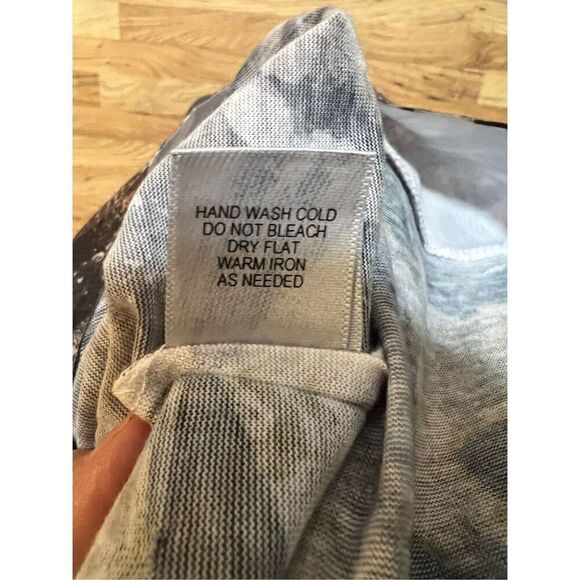 HAND WASH COLD
DO NOT BLEACH
DRY FLAT
WARM IRON
AS NEEDED